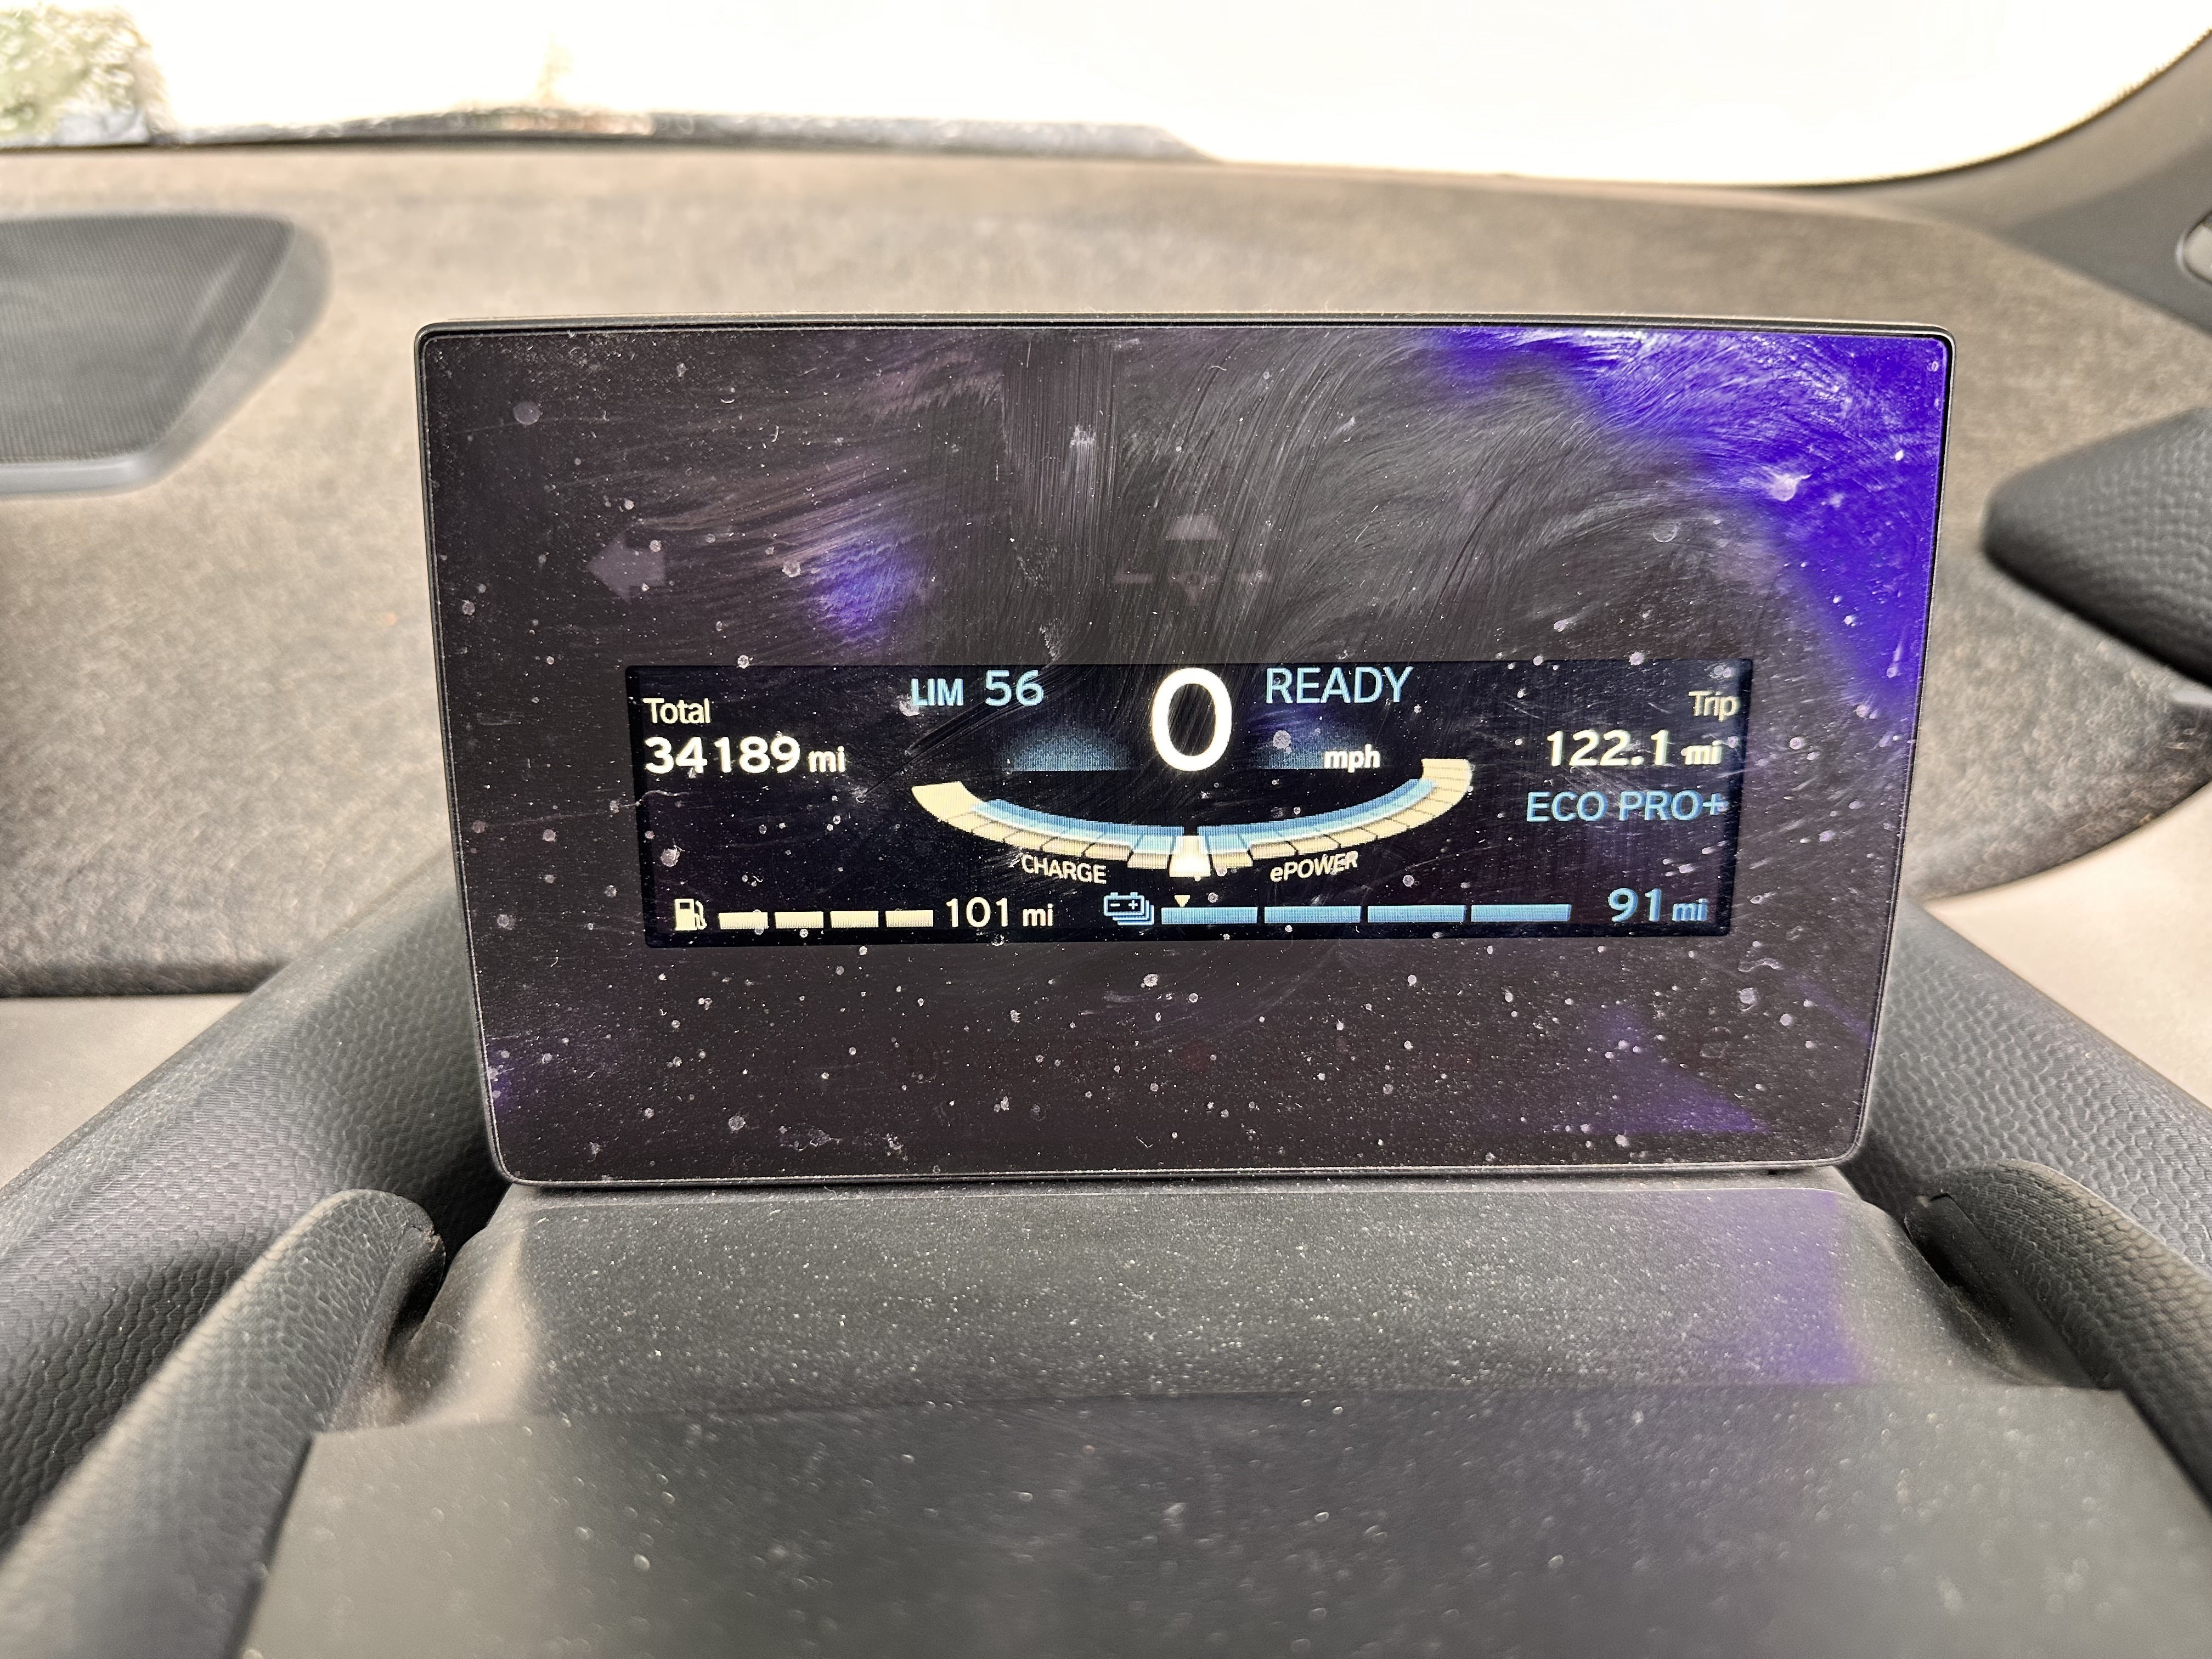 LIM 56
0
READY
Total
34189 mi
mph
Trip
122.1 mi
ECO PRO+
CHARGE
ePOWER
101 mi
91 mi